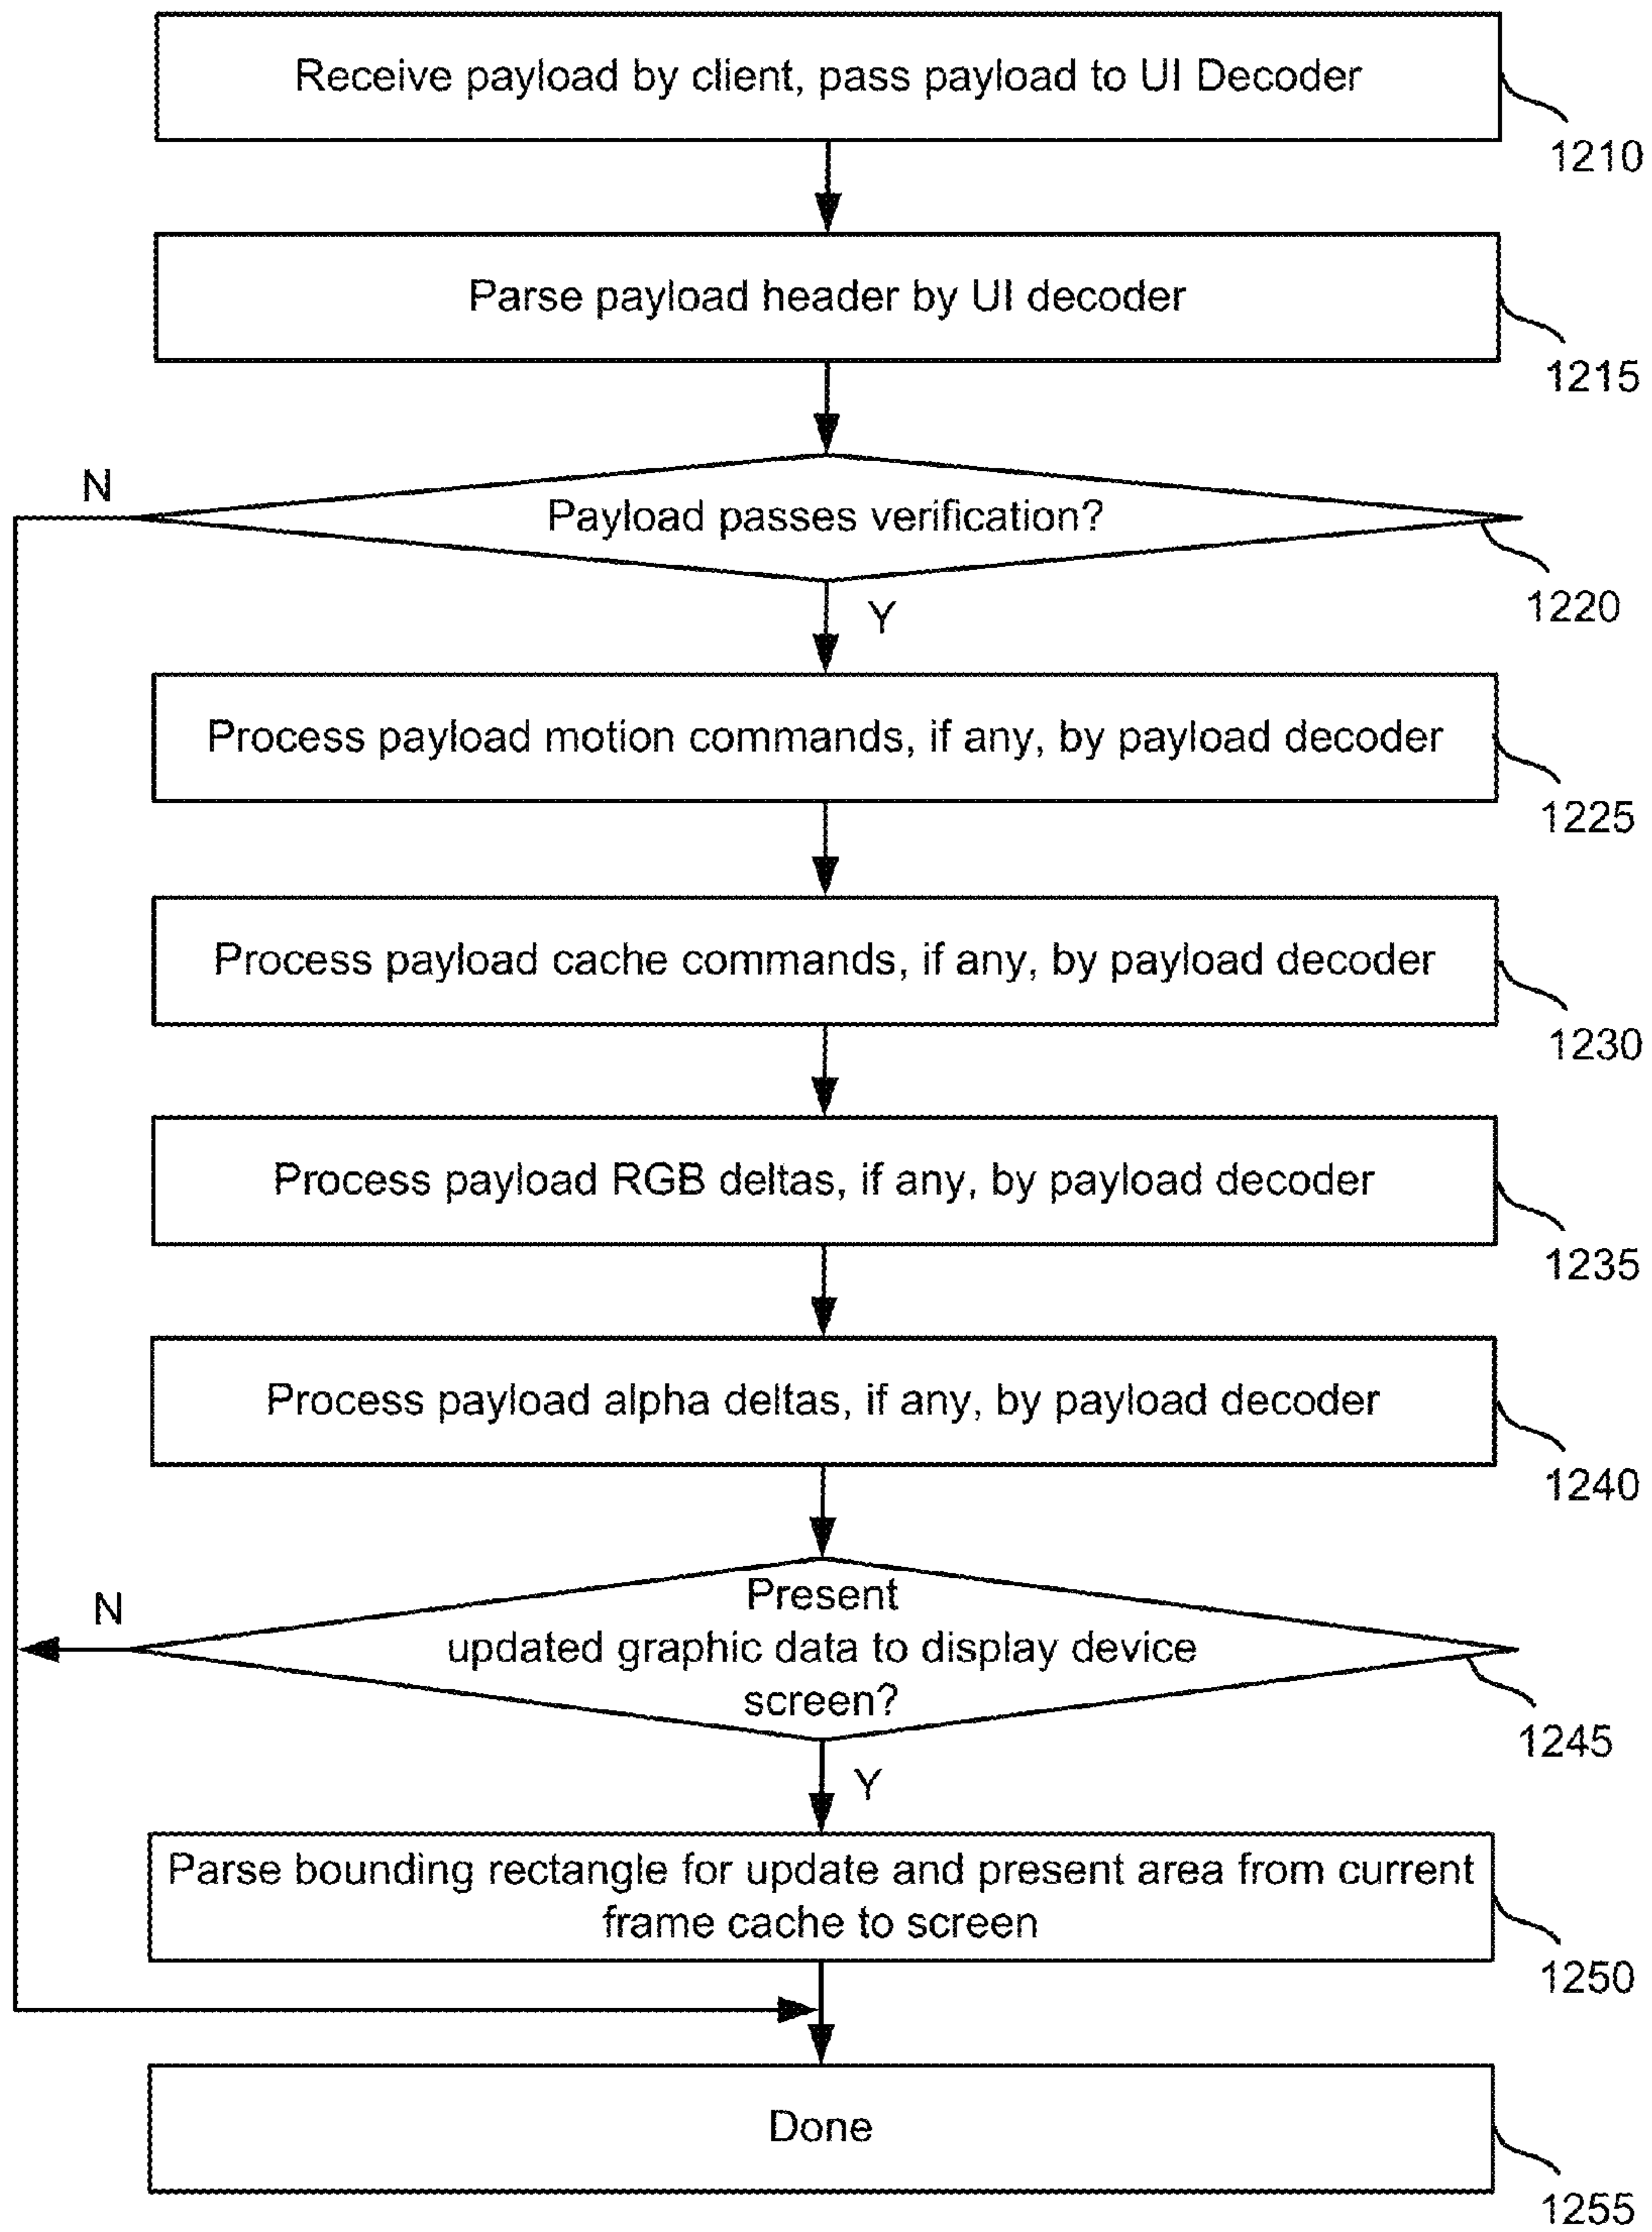 Receive payload by client, pass payload to UI Decoder
1210
Parse payload header by UI decoder
1215
N
Payload passes verification?
1220
Y
Process payload motion commands, if any, by payload decoder
1225
Process payload cache commands, if any, by payload decoder
1230
Process payload RGB deltas, if any, by payload decoder
1235
Process payload alpha deltas, if any, by payload decoder
1240
N
Present
updated graphic data to display device
screen?
1245
Y
Parse bounding rectangle for update and present area from current
frame cache to screen
1250
Done
1255